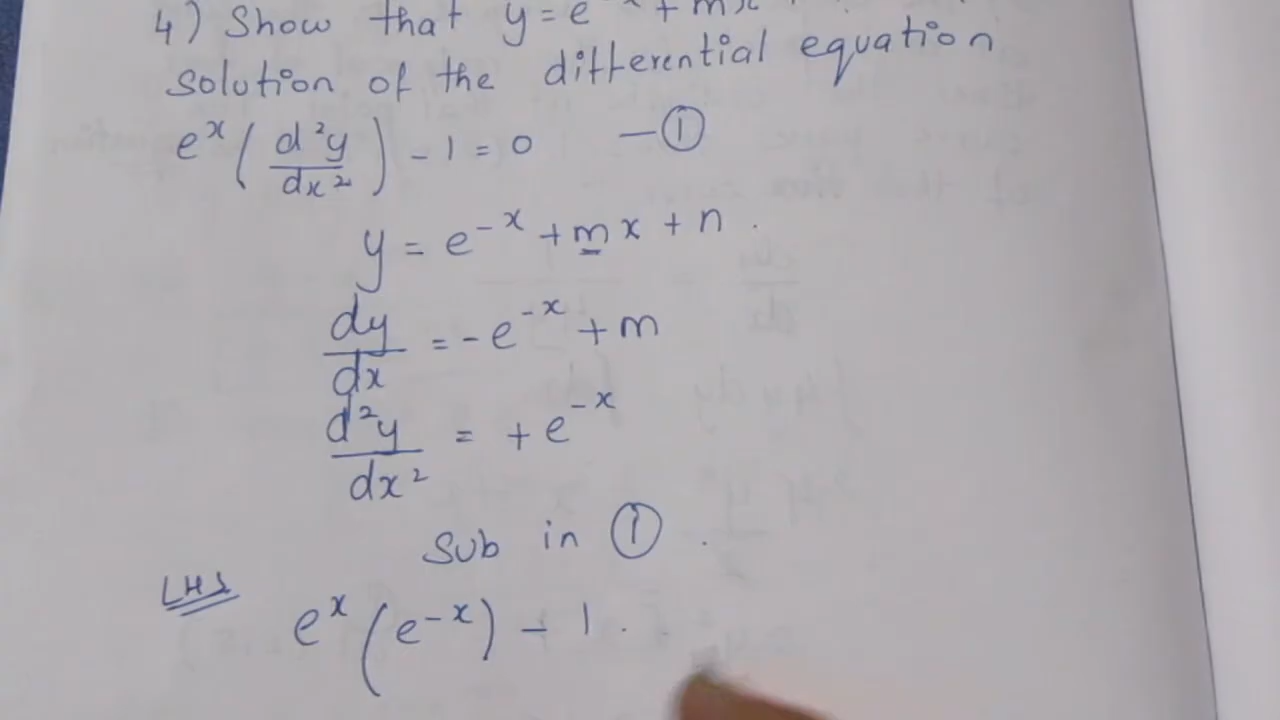 4) Show that y = e^-x + mx
solution of the differential equation
e^x (d²y/dx²) - 1 = 0 — ①
y = e^-x + mx + n .
dy/dx = - e^-x + m
d²y/dx² = + e^-x
Sub in ① .
LHS
e^x (e^-x) - 1 .